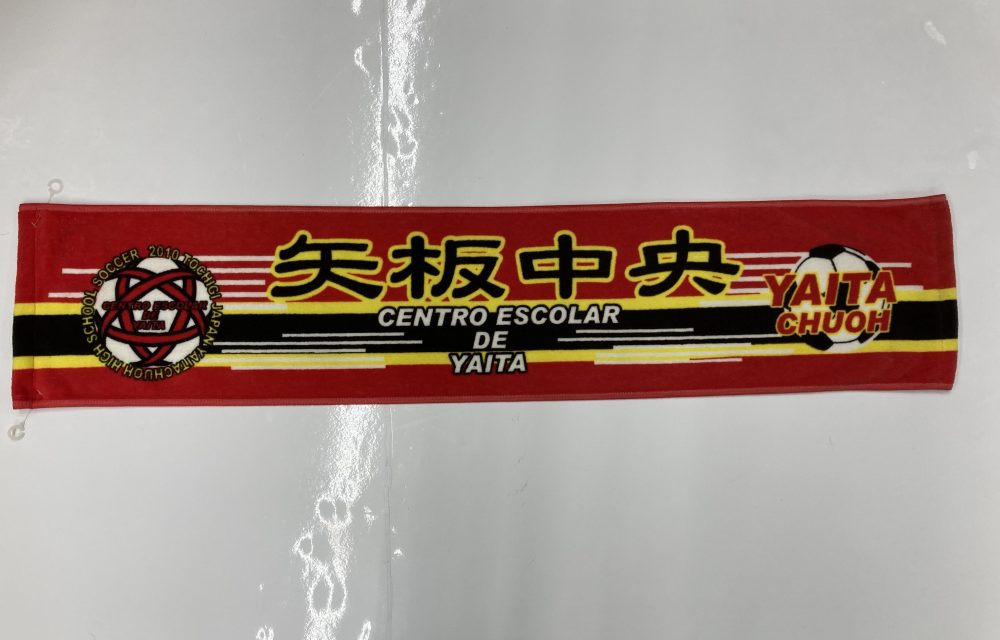 矢板中央
CENTRO ESCOLAR
DE
YAITA
HIGH SCHOOL SOCCER 2010 TOCHIGI JAPAN YAITACHUOH
CENTRO ESCOLAR
DE
YAITA
YAITA
CHUOH